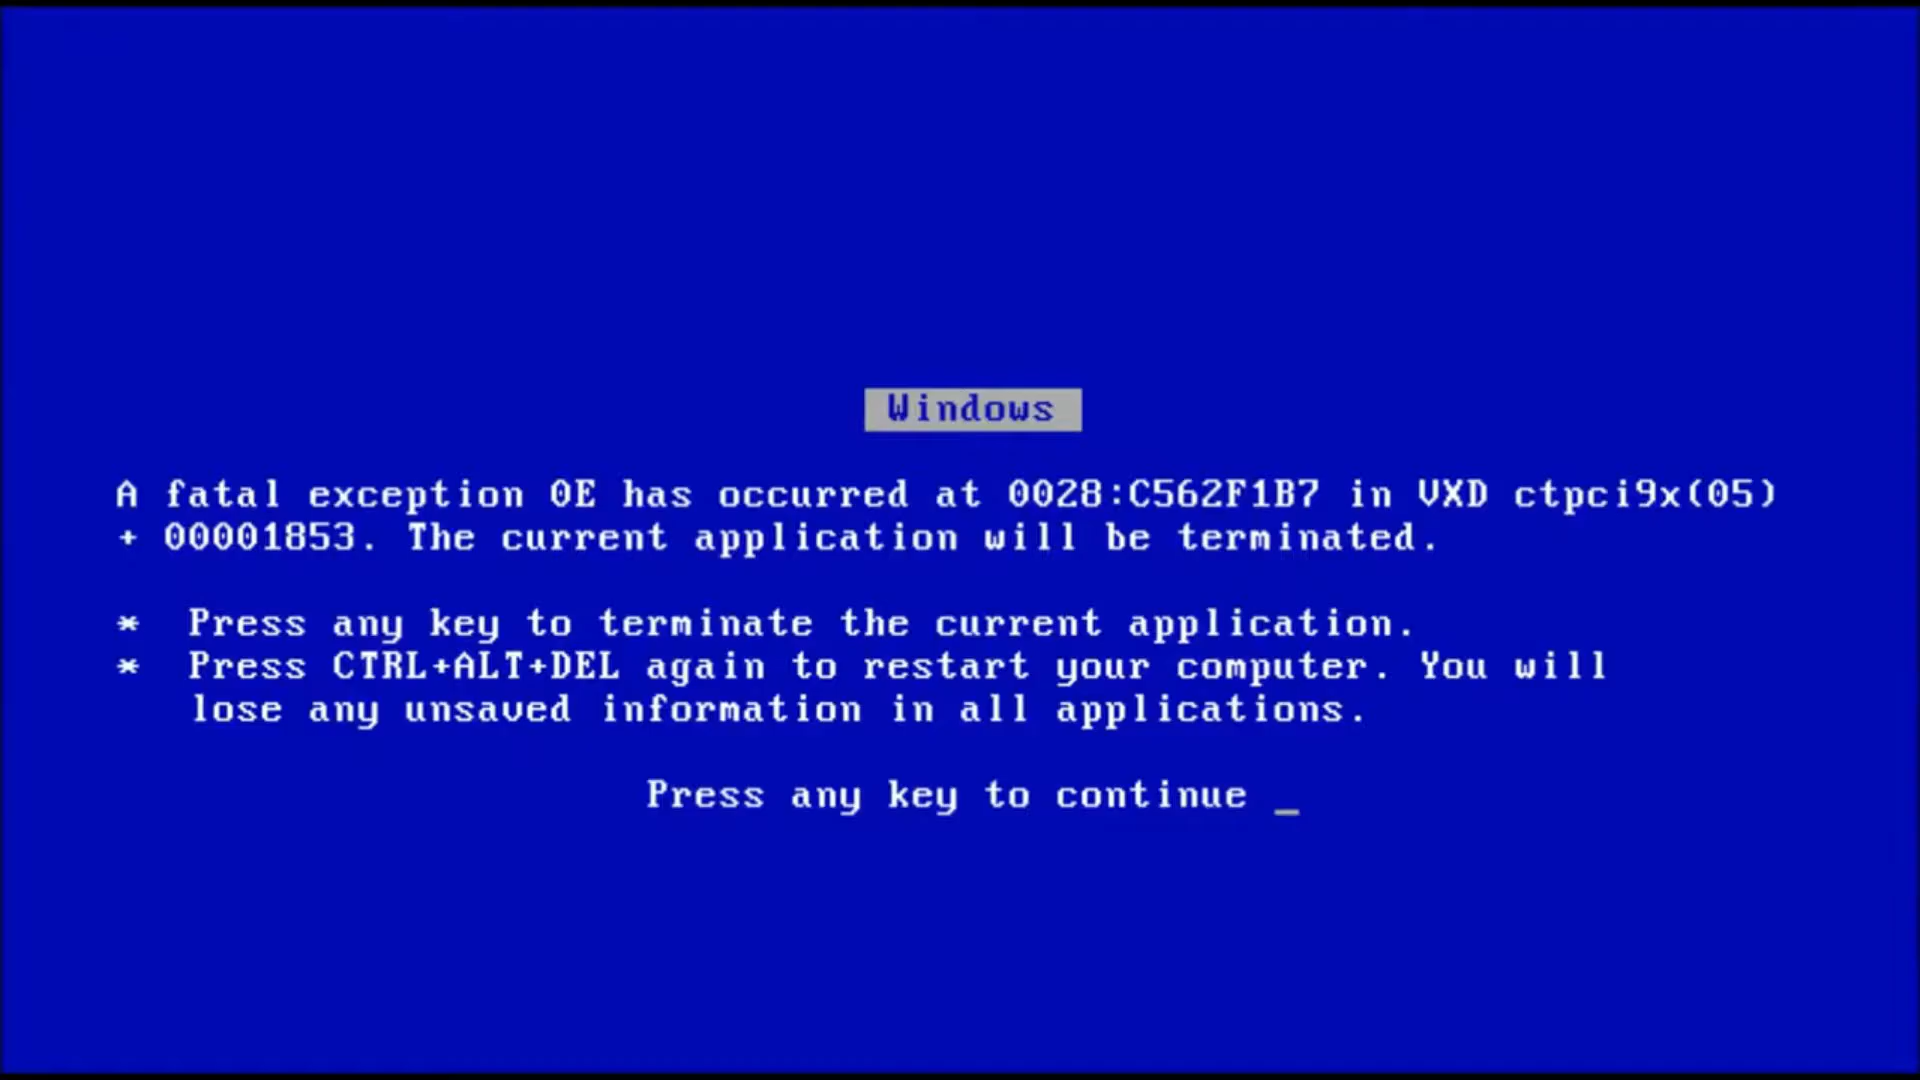 Windows
A fatal exception 0E has occurred at 0028:C562F1B7 in VXD ctpci9x(05)
+ 00001853. The current application will be terminated.
* Press any key to terminate the current application.
* Press CTRL+ALT+DEL again to restart your computer. You will
lose any unsaved information in all applications.
Press any key to continue _